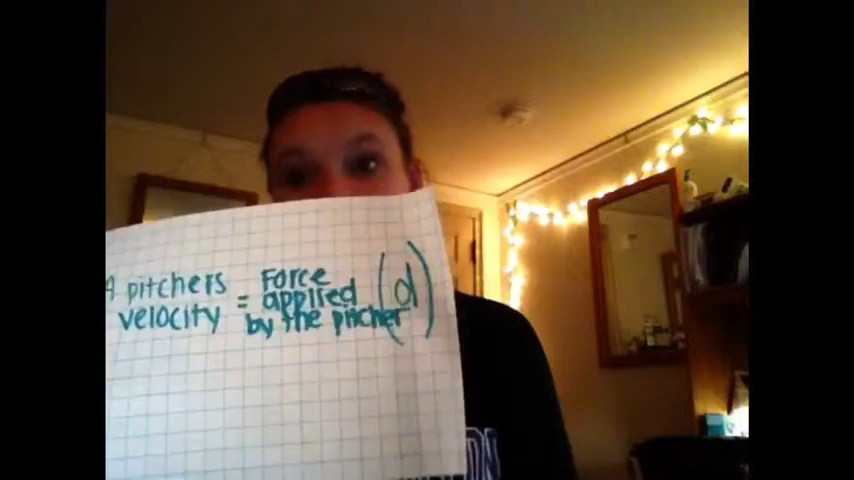 A pitchers velocity = Force applied by the pitcher (d)